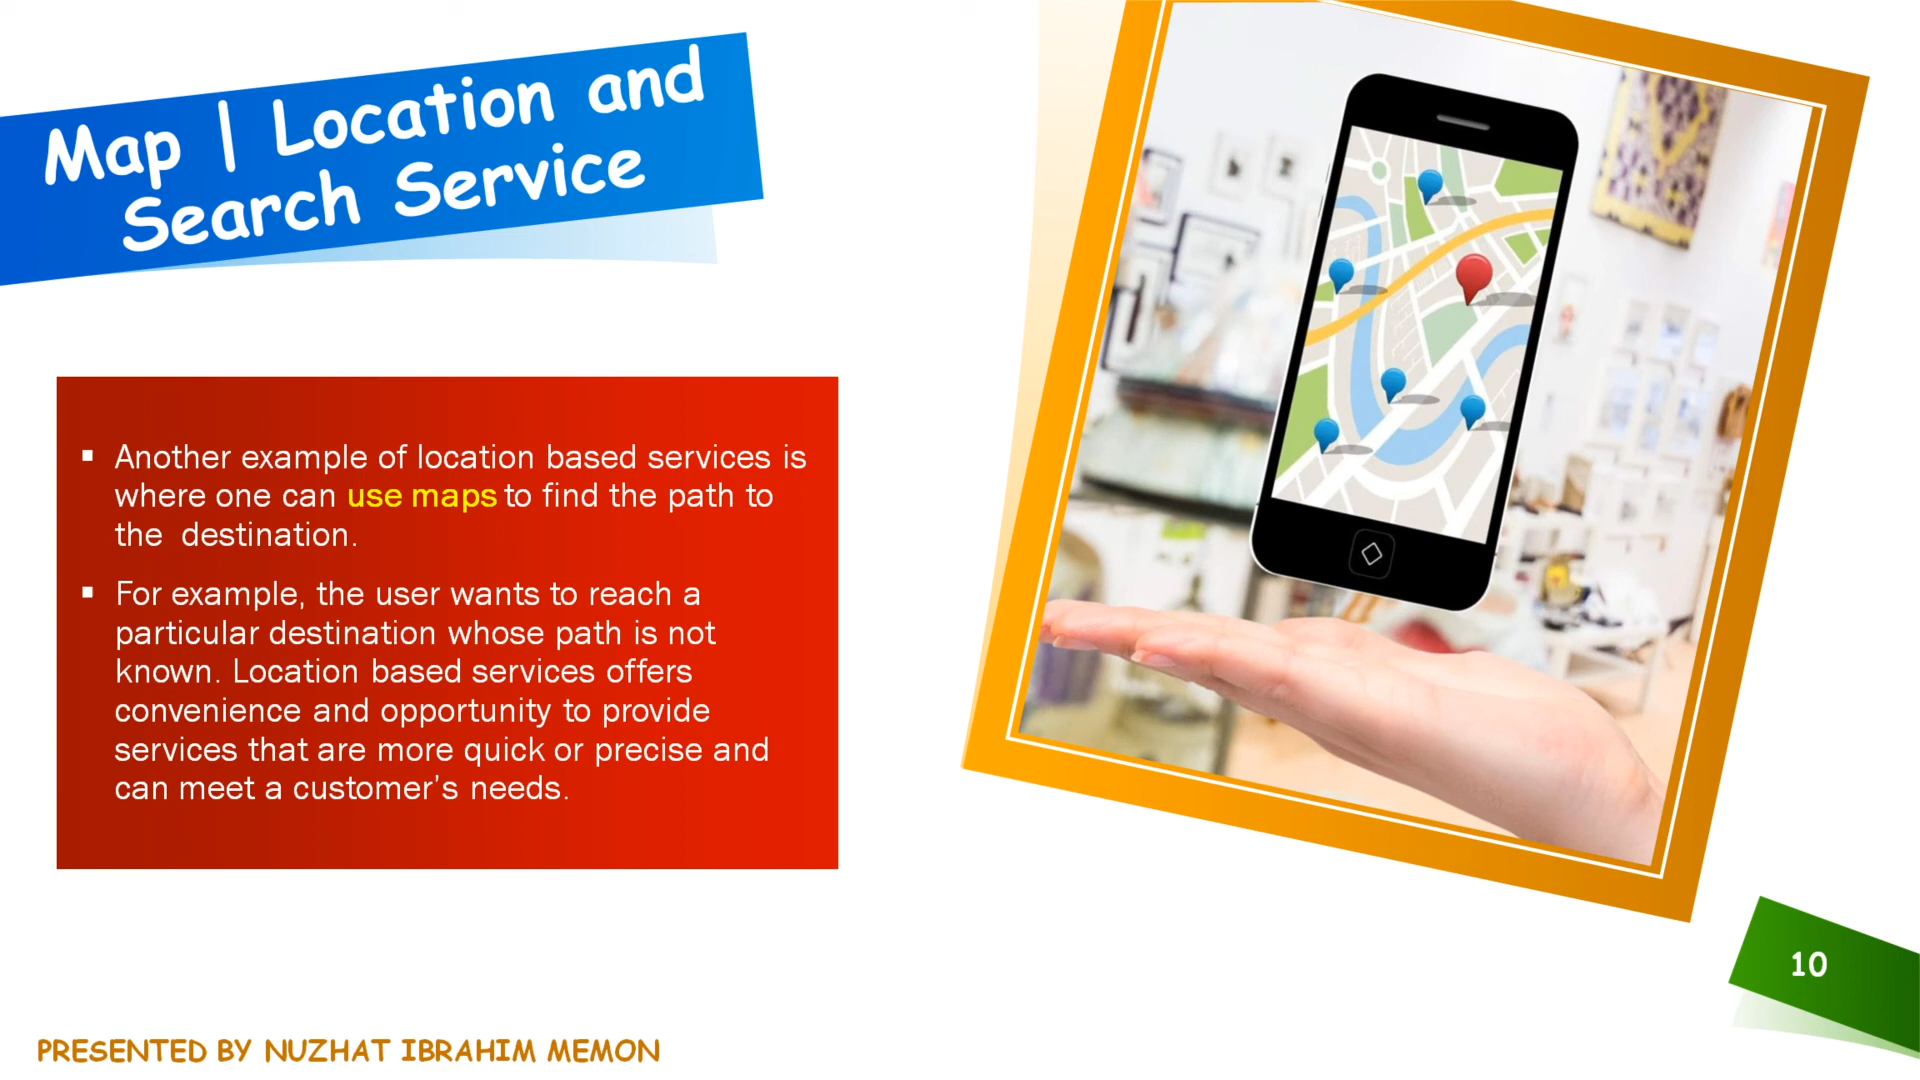 Map | Location and
Search Service
▪ Another example of location based services is
where one can use maps to find the path to
the destination.
▪ For example, the user wants to reach a
particular destination whose path is not
known. Location based services offers
convenience and opportunity to provide
services that are more quick or precise and
can meet a customer’s needs.
10
PRESENTED BY NUZHAT IBRAHIM MEMON